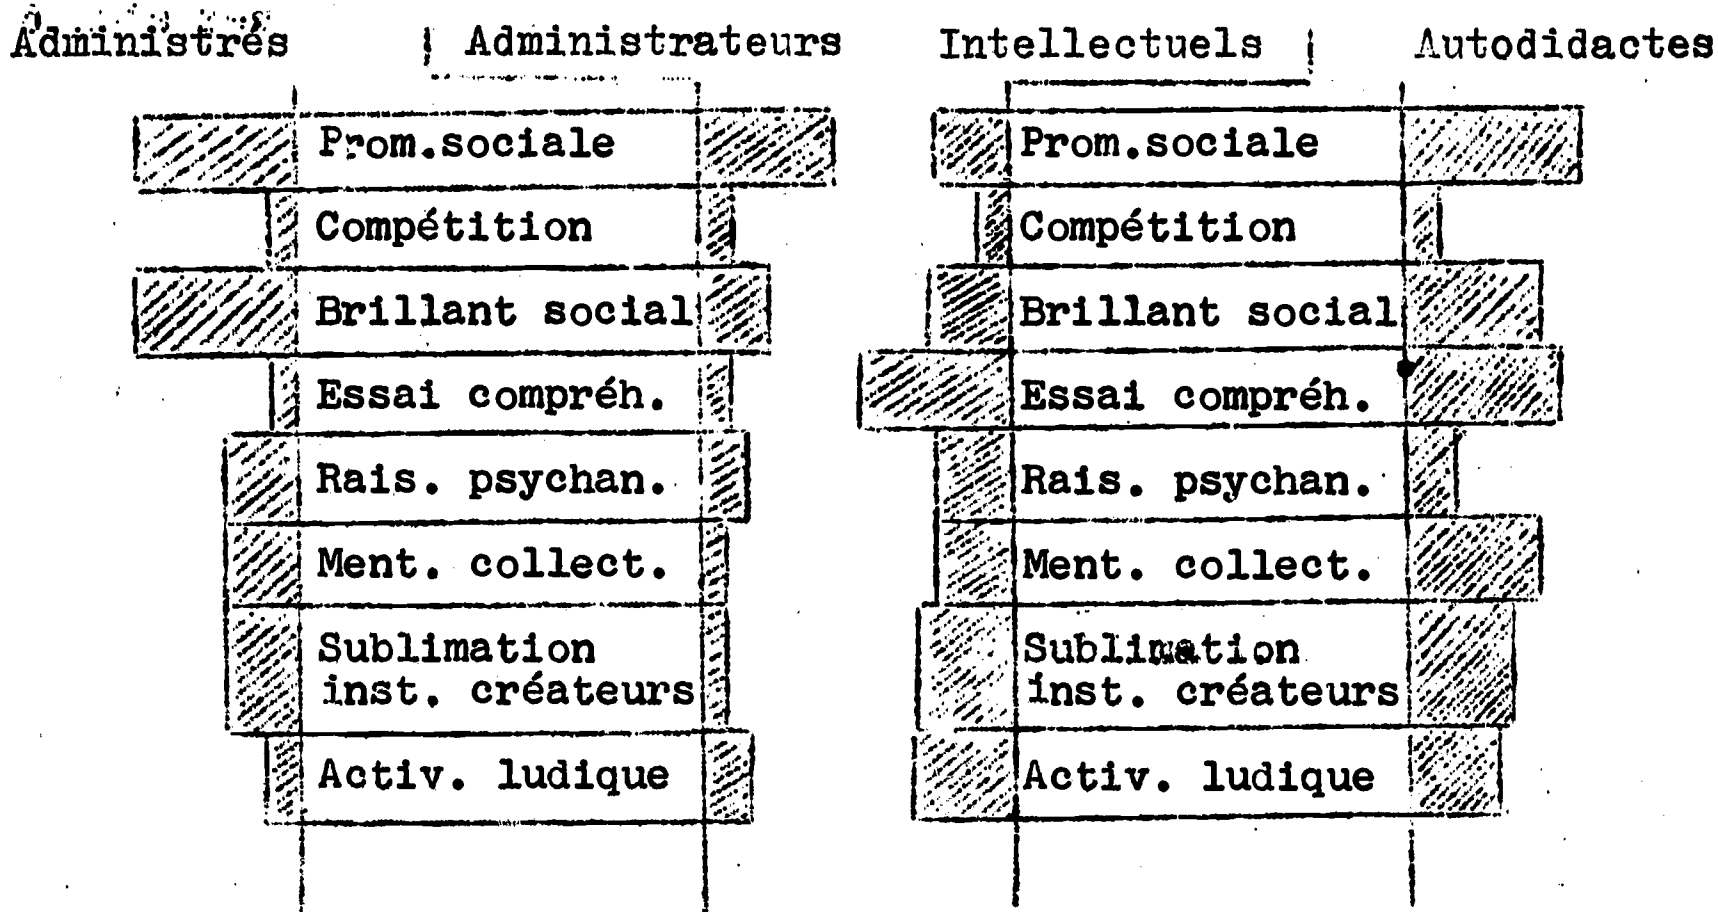 Administrés | Administrateurs
Prom.sociale
Compétition
Brillant social
Essai compréh.
Rais. psychan.
Ment. collect.
Sublimation
inst. créateurs
Activ. ludique
Intellectuels | Autodidactes
Prom.sociale
Compétition
Brillant social
Essai compréh.
Rais. psychan.
Ment. collect.
Sublimation
inst. créateurs
Activ. ludique